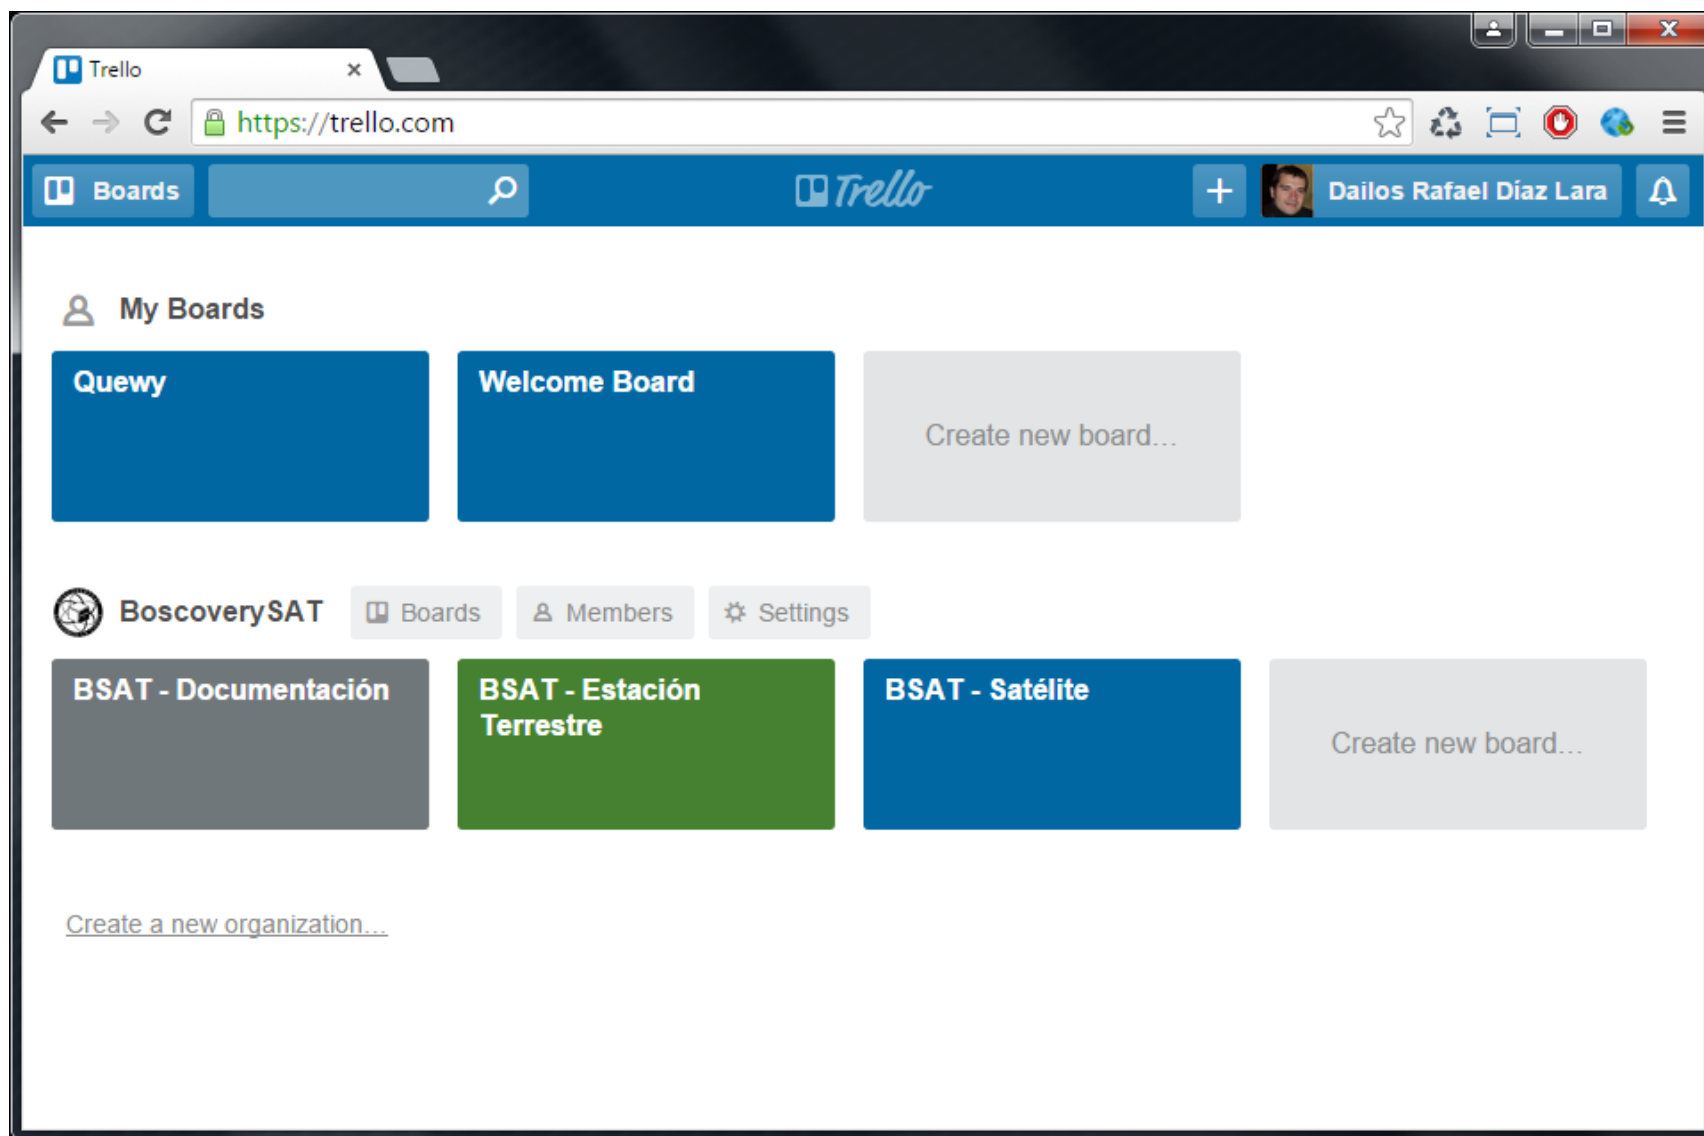 Trello
https://trello.com
Boards
Trello
Dailos Rafael Díaz Lara
My Boards
Quewy
Welcome Board
Create new board...
BoscoverySAT
Boards
Members
Settings
BSAT - Documentación
BSAT - Estación
Terrestre
BSAT - Satélite
Create new board...
Create a new organization...